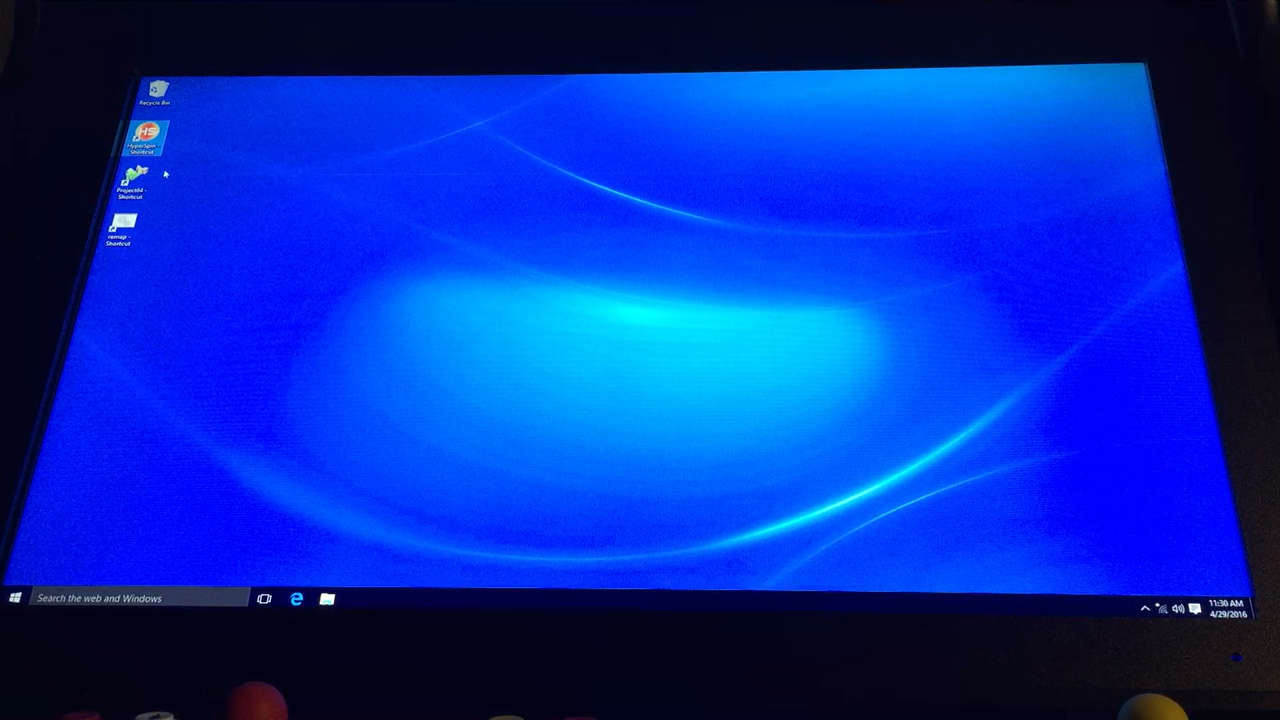 Recycle Bin
HS
HyperSpin -
Shortcut
Project64 -
Shortcut
remap -
Shortcut
Search the web and Windows
11:30 AM
4/29/2016